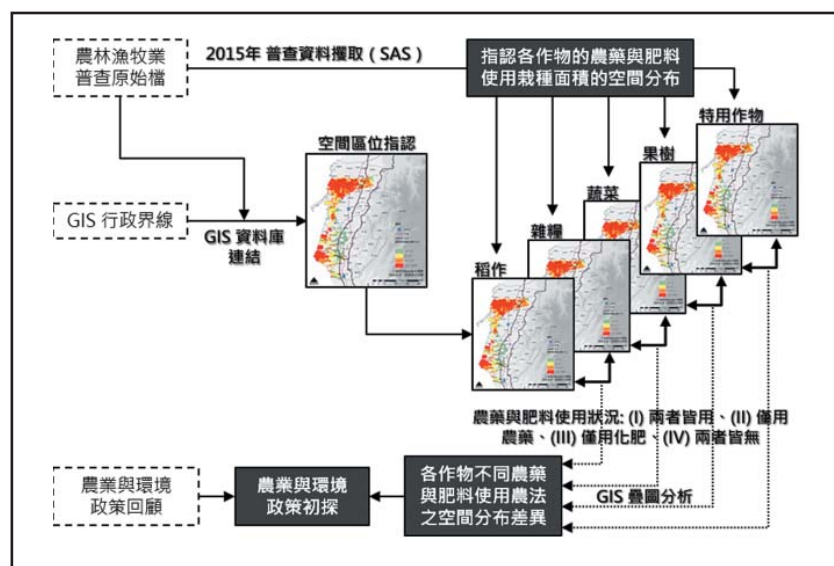 農林漁牧業
普查原始檔
2015年 普查資料擷取（SAS）
指認各作物的農藥與肥料
使用栽種面積的空間分布
特用作物
果樹
蔬菜
雜糧
稻作
空間區位指認
GIS 行政界線
GIS 資料庫
連結
農藥與肥料使用狀況: (I) 兩者皆用、(II) 僅用
農藥、(III) 僅用化肥、(IV) 兩者皆無
農業與環境
政策回顧
農業與環境
政策初探
各作物不同農藥
與肥料使用農法
之空間分布差異
GIS 疊圖分析